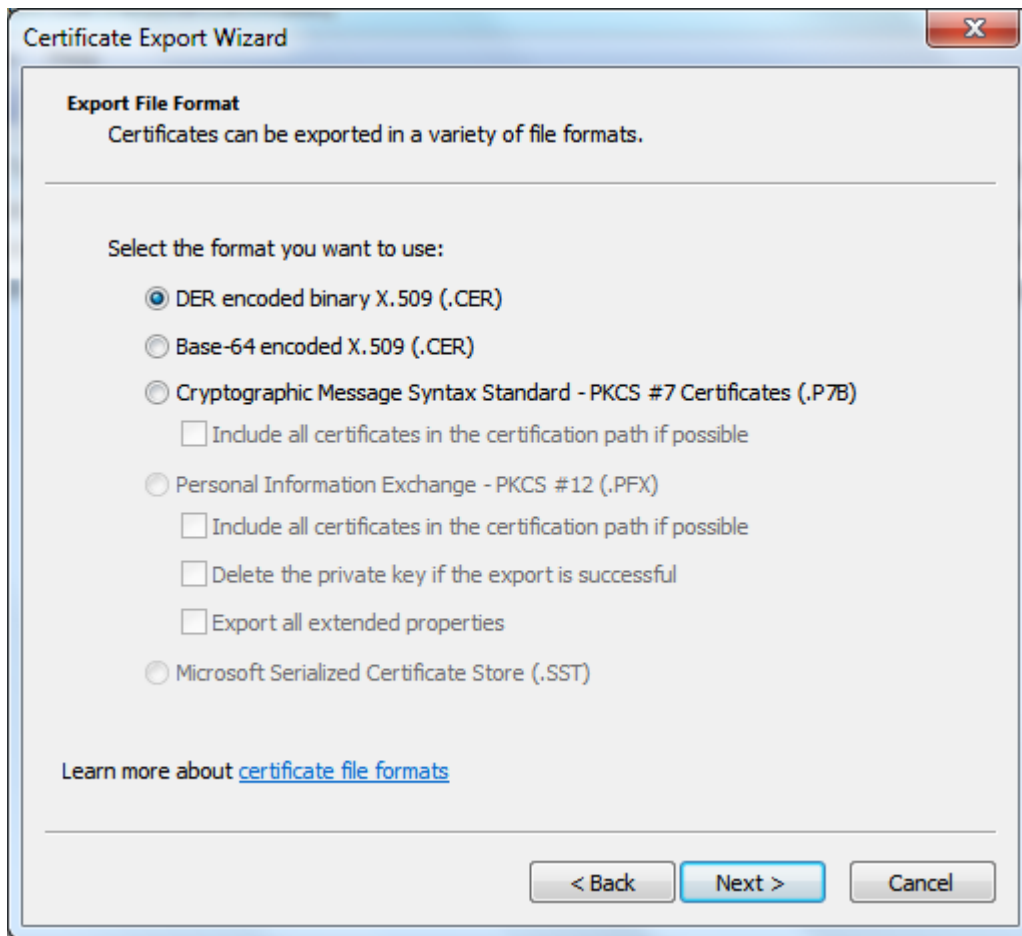 Certificate Export Wizard
Export File Format
Certificates can be exported in a variety of file formats.
Select the format you want to use:
DER encoded binary X.509 (.CER)
Base-64 encoded X.509 (.CER)
Cryptographic Message Syntax Standard - PKCS #7 Certificates (.P7B)
Include all certificates in the certification path if possible
Personal Information Exchange - PKCS #12 (.PFX)
Include all certificates in the certification path if possible
Delete the private key if the export is successful
Export all extended properties
Microsoft Serialized Certificate Store (.SST)
Learn more about certificate file formats
< Back Next > Cancel